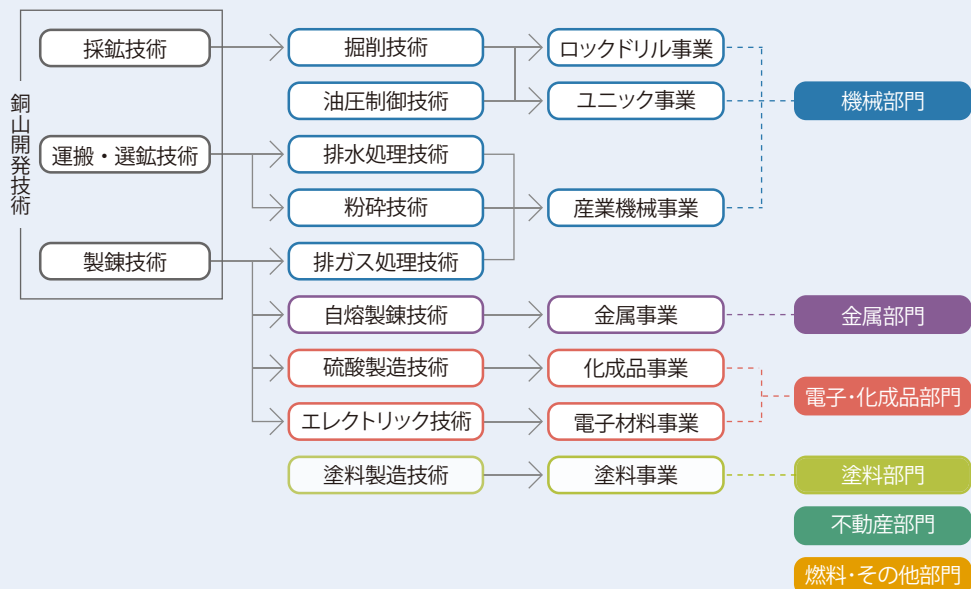 銅山開発技術
採鉱技術
掘削技術
ロックドリル事業
油圧制御技術
ユニック事業
機械部門
運搬・選鉱技術
排水処理技術
粉砕技術
産業機械事業
製錬技術
排ガス処理技術
自熔製錬技術
金属事業
金属部門
硫酸製造技術
化成品事業
電子・化成品部門
エレクトリック技術
電子材料事業
塗料製造技術
塗料事業
塗料部門
不動産部門
燃料・その他部門